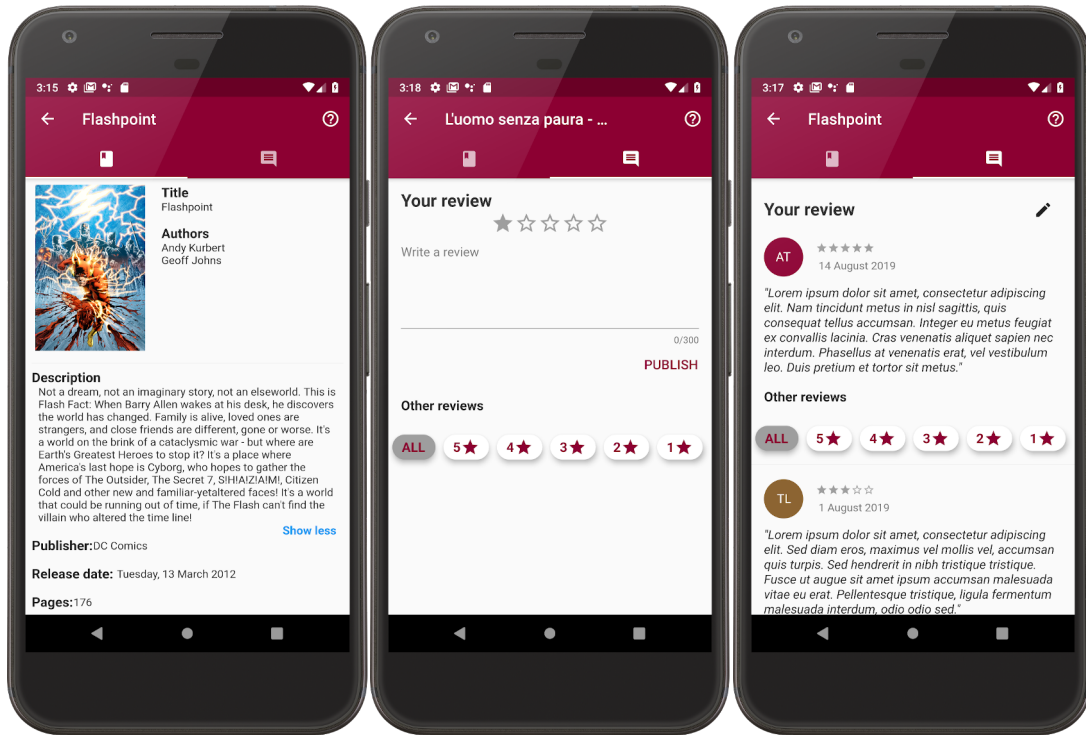 3:15
Flashpoint
Title
Flashpoint
Authors
Andy Kurbert
Geoff Johns
Description
Not a dream, not an imaginary story, not an elseworld. This is
Flash Fact: When Barry Allen wakes at his desk, he discovers
the world has changed. Family is alive, loved ones are
strangers, and close friends are different, gone or worse. It's
a world on the brink of a cataclysmic war - but where are
Earth's Greatest Heroes to stop it? It's a place where
America's last hope is Cyborg, who hopes to gather the
forces of The Outsider, The Secret 7, S!H!A!Z!A!M!, Citizen
Cold and other new and familiar-yetaltered faces! It's a world
that could be running out of time, if The Flash can't find the
villain who altered the time line!
Show less
Publisher:DC Comics
Release date: Tuesday, 13 March 2012
Pages:176
3:18
L'uomo senza paura - ...
Your review
Write a review
0/300
PUBLISH
Other reviews
ALL 5 4 3 2 1
3:17
Flashpoint
Your review
AT
14 August 2019
"Lorem ipsum dolor sit amet, consectetur adipiscing
elit. Nam tincidunt metus in nisl sagittis, quis
consequat tellus accumsan. Integer eu metus feugiat
ex convallis lacinia. Cras venenatis aliquet sapien nec
interdum. Phasellus at venenatis erat, vel vestibulum
leo. Duis pretium et tortor sit metus."
Other reviews
ALL 5 4 3 2 1
TL
1 August 2019
"Lorem ipsum dolor sit amet, consectetur adipiscing
elit. Sed diam eros, maximus vel mollis vel, accumsan
quis turpis. Sed hendrerit in nibh tristique tristique.
Fusce ut augue sit amet ipsum accumsan malesuada
vitae eu erat. Pellentesque tristique, ligula fermentum
malesuada interdum, odio odio sed."